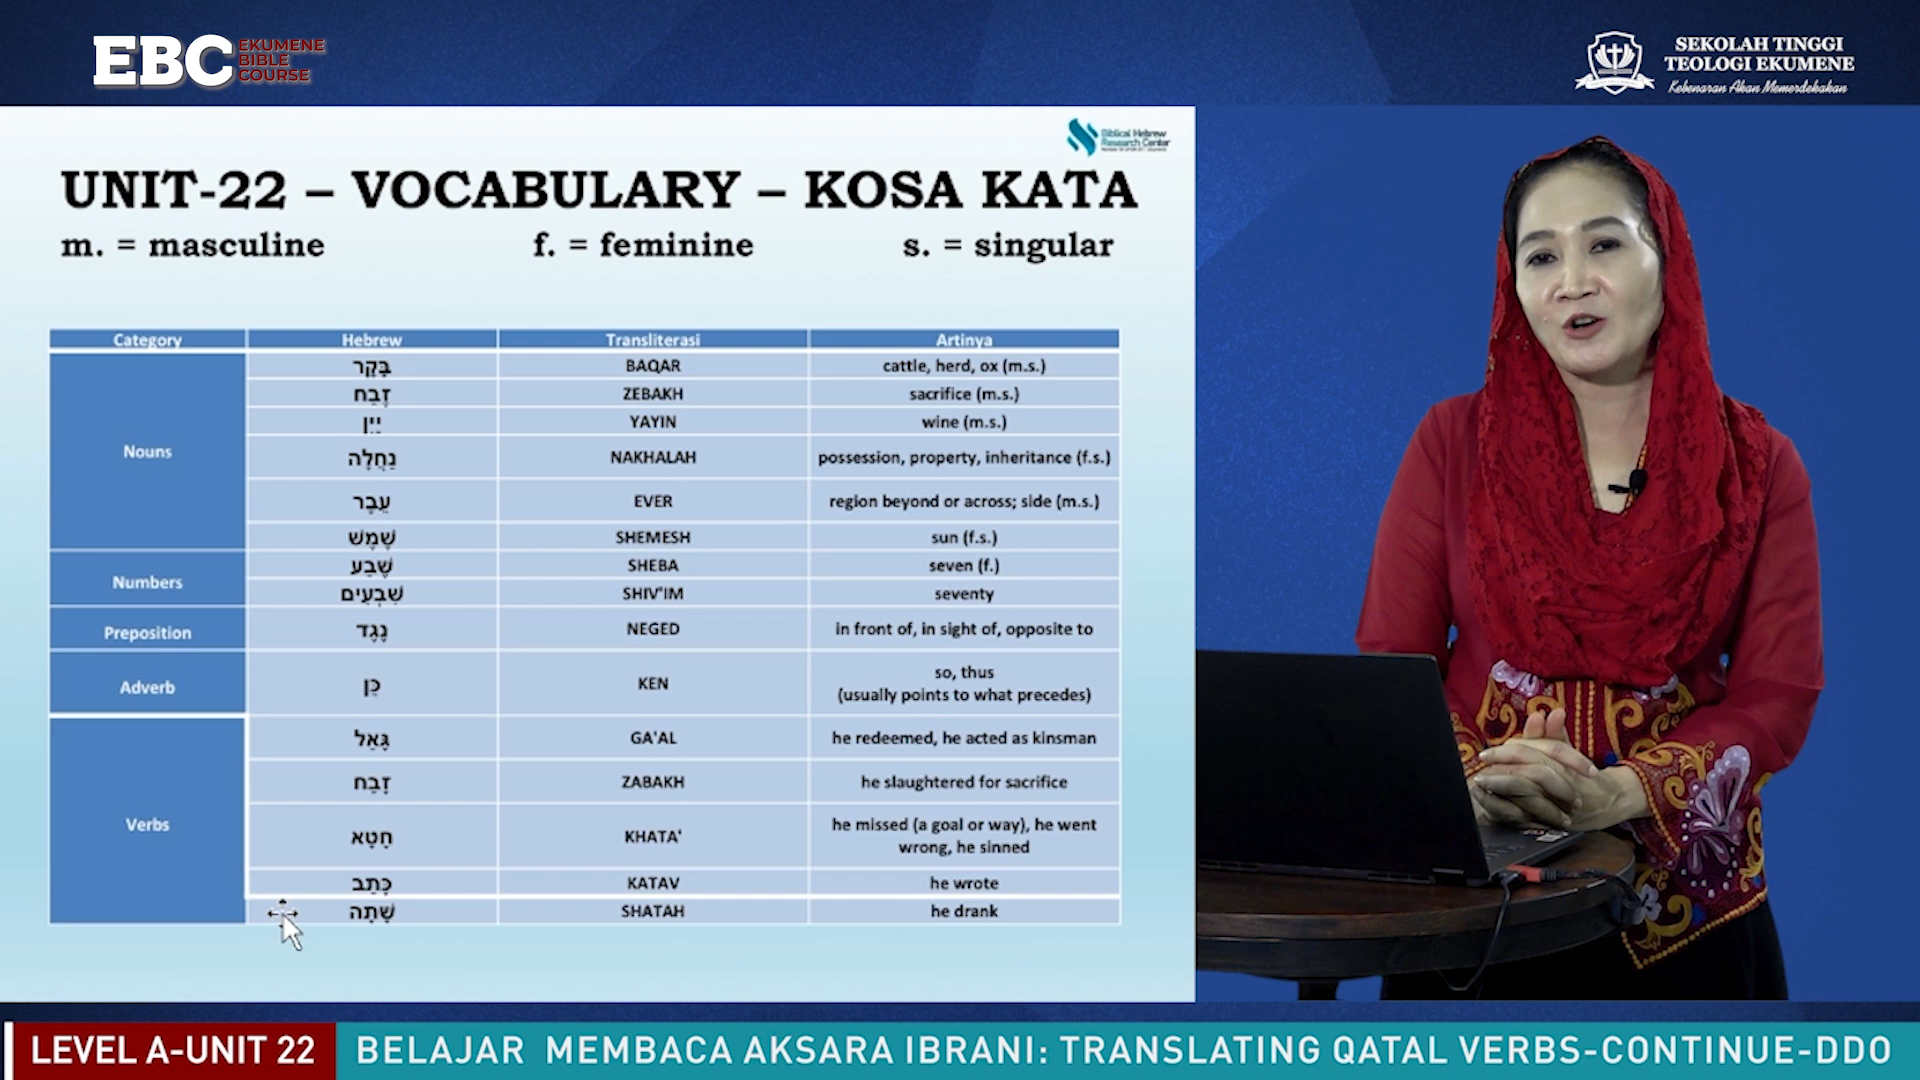 EBC EKUMENE
BIBLE
COURSE
SEKOLAH TINGGI
TEOLOGI EKUMENE
Kebenaran Akan Memerdekakan
Biblical Hebrew
Research Center
UNIT-22 – VOCABULARY – KOSA KATA
m. = masculine f. = feminine s. = singular
Category Hebrew Transliterasi Artinya
Nouns
בָּקָר BAQAR cattle, herd, ox (m.s.)
זֶבַח ZEBAKH sacrifice (m.s.)
יַיִן YAYIN wine (m.s.)
נַחֲלָה NAKHALAH possession, property, inheritance (f.s.)
עֵבֶר EVER region beyond or across; side (m.s.)
שֶׁמֶשׁ SHEMESH sun (f.s.)
Numbers
שֶׁבַע SHEBA seven (f.)
שִׁבְעִים SHIV'IM seventy
Preposition
נֶגֶד NEGED in front of, in sight of, opposite to
Adverb
כֵּן KEN so, thus
(usually points to what precedes)
Verbs
גָּאַל GA'AL he redeemed, he acted as kinsman
זָבַח ZABAKH he slaughtered for sacrifice
חָטָא KHATA' he missed (a goal or way), he went
wrong, he sinned
כָּתַב KATAV he wrote
שָׁתָה SHATAH he drank
LEVEL A-UNIT 22 BELAJAR MEMBACA AKSARA IBRANI: TRANSLATING QATAL VERBS-CONTINUE-DDO